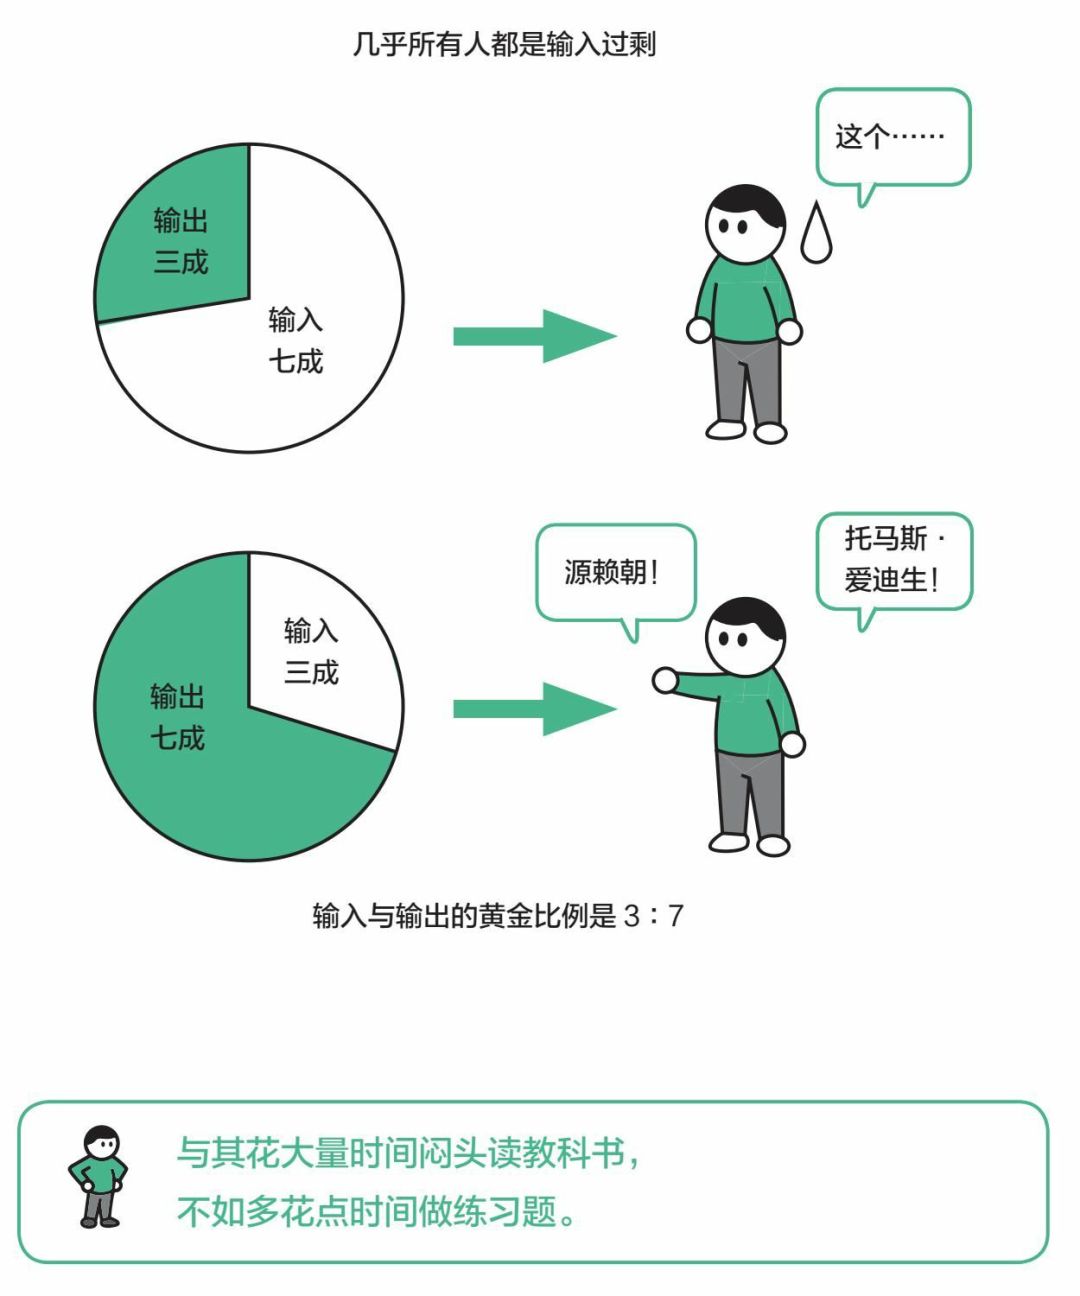 几乎所有人都是输入过剩
这个……
输出
三成
输入
七成
源赖朝！
托马斯·
爱迪生！
输入
三成
输出
七成
输入与输出的黄金比例是 3：7
与其花大量时间闷头读教科书，
不如多花点时间做练习题。